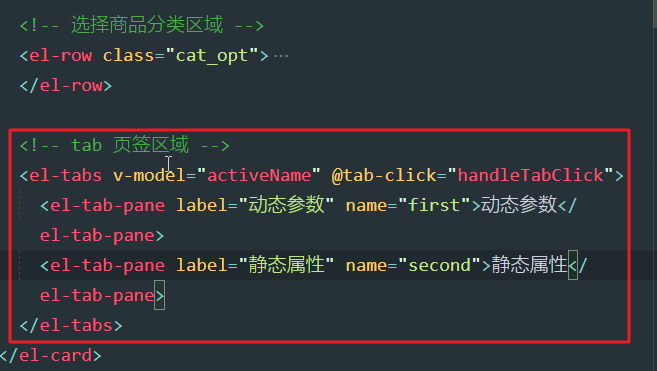 <!-- 选择商品分类区域 -->
<el-row class="cat_opt">…
</el-row>
<!-- tab 页签区域 -->
<el-tabs v-model="activeName" @tab-click="handleTabClick">
<el-tab-pane label="动态参数" name="first">动态参数</
el-tab-pane>
<el-tab-pane label="静态属性" name="second">静态属性</
el-tab-pane>
</el-tabs>
</el-card>